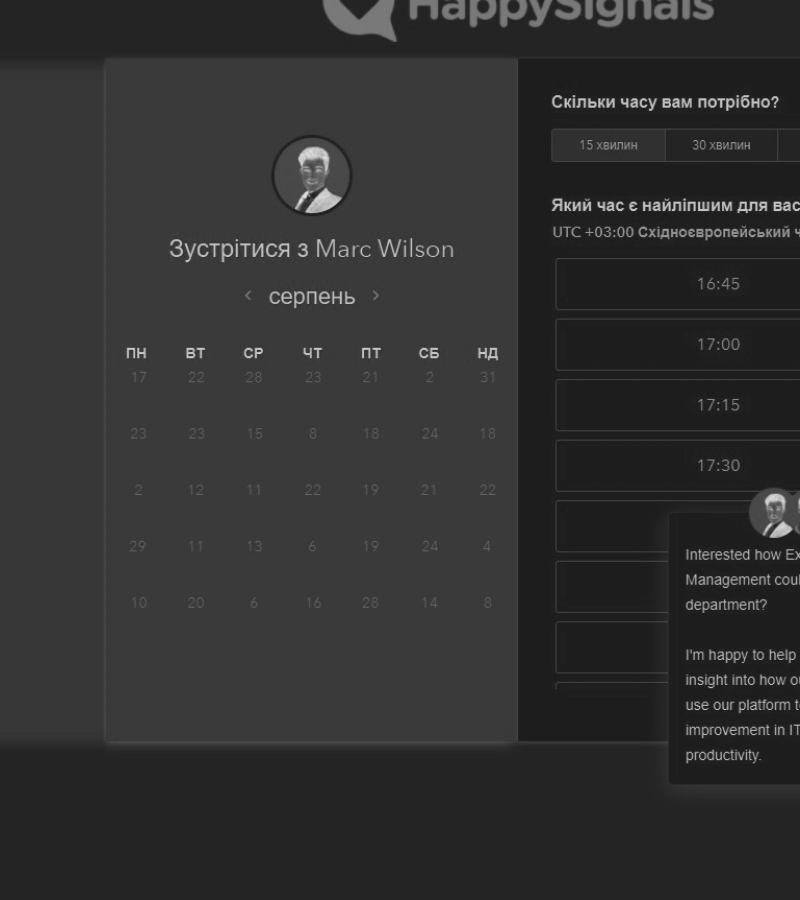 HappySignals
Зустрітися з Marc Wilson
серпень
ПН ВТ СР ЧТ ПТ СБ НД
17 22 28 23 21 2 31
23 23 15 8 18 24 18
2 12 11 22 19 21 22
29 11 13 6 19 24 4
10 20 6 16 28 14 8
Скільки часу вам потрібно?
15 хвилин 30 хвилин
Який час є найліпшим для вас
UTC +03:00 Східноєвропейський ч
16:45
17:00
17:15
17:30
Interested how Ex
Management coul
department?
I'm happy to help
insight into how ou
use our platform t
improvement in IT
productivity.